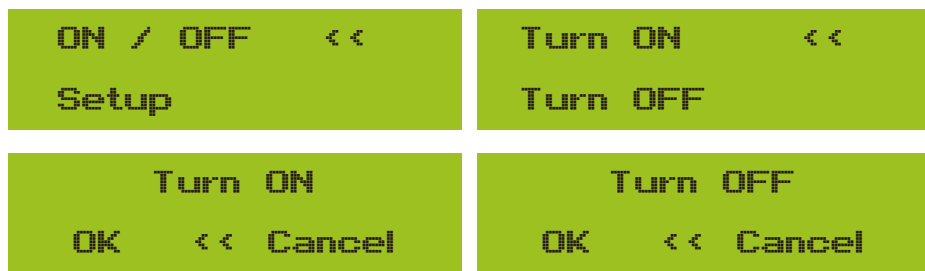 ON / OFF <<
Setup
Turn ON <<
Turn OFF
Turn ON
OK << Cancel
Turn OFF
OK << Cancel